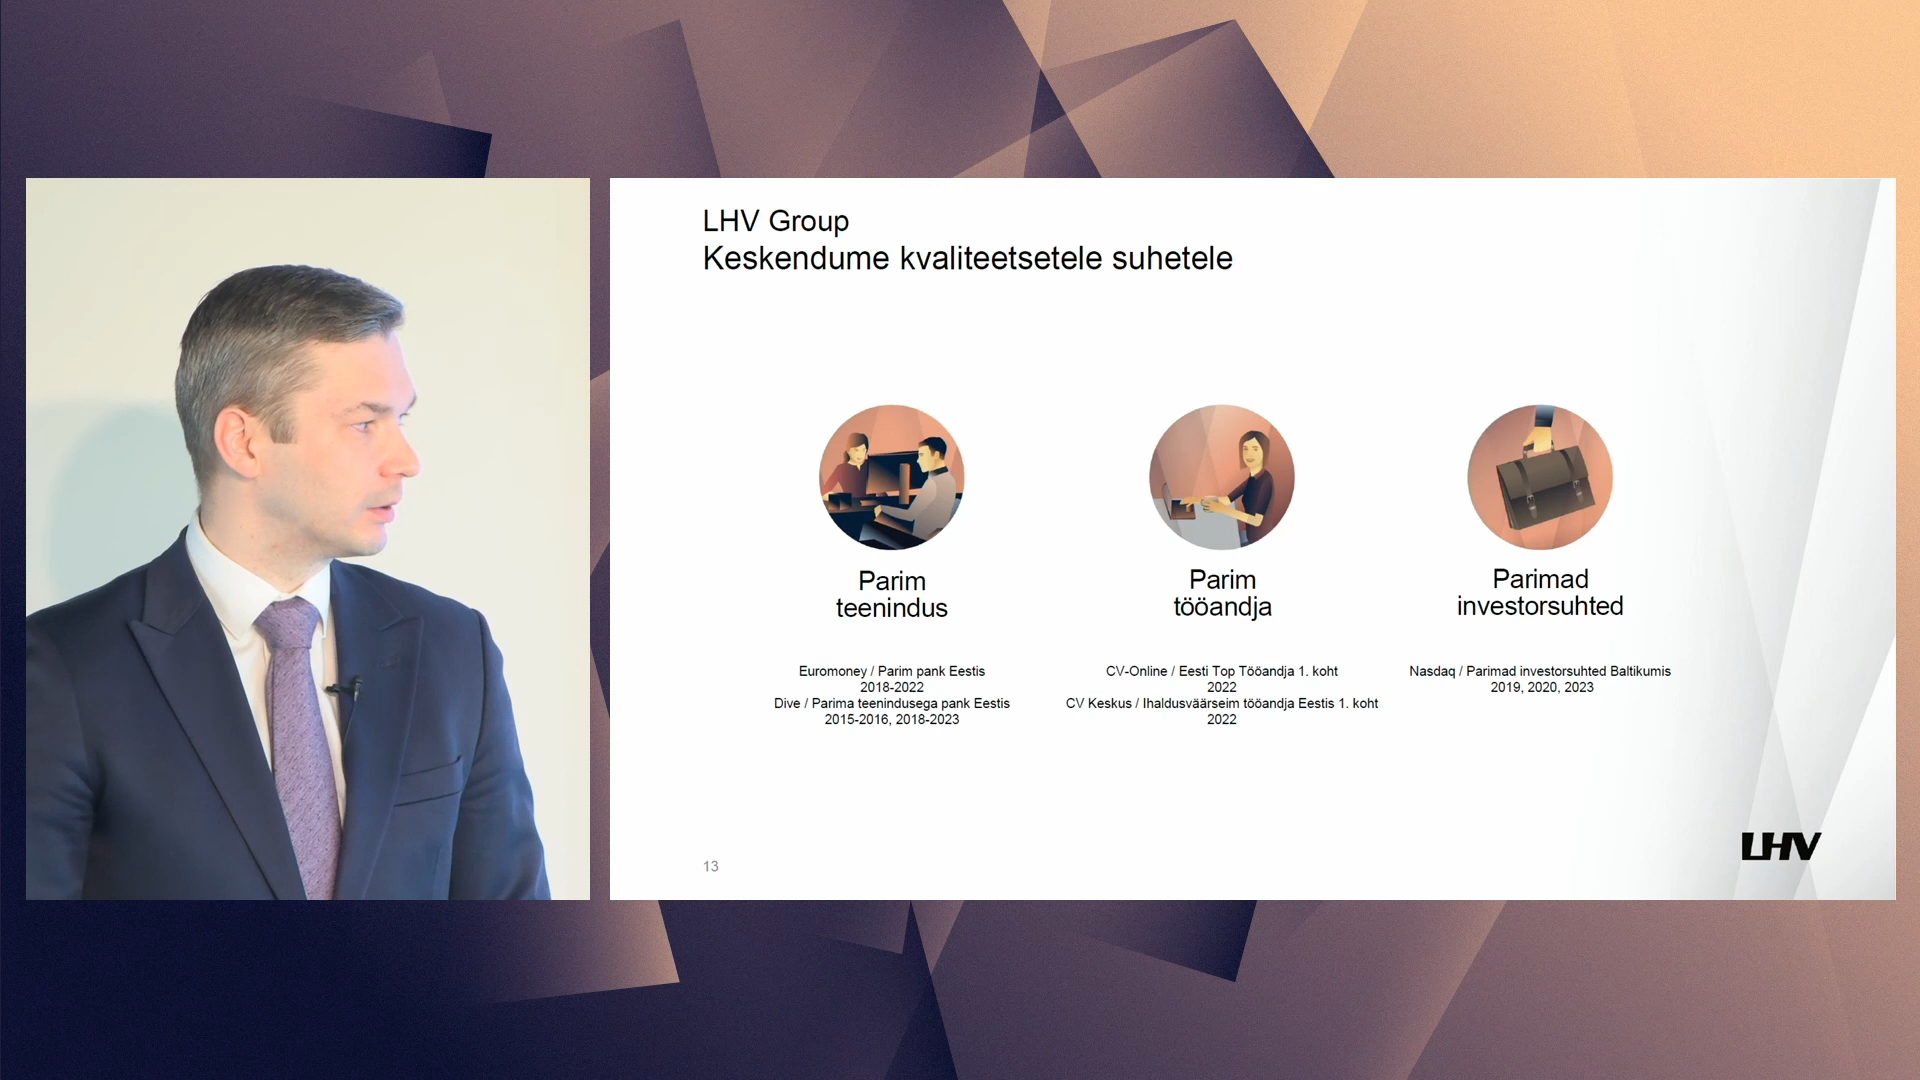 LHV Group
Keskendume kvaliteetsetele suhetele
Parim
teenindus
Euromoney / Parim pank Eestis
2018-2022
Dive / Parima teenindusega pank Eestis
2015-2016, 2018-2023
Parim
tööandja
CV-Online / Eesti Top Tööandja 1. koht
2022
CV Keskus / Ihaldusväärseim tööandja Eestis 1. koht
2022
Parimad
investorsuhted
Nasdaq / Parimad investorsuhted Baltikumis
2019, 2020, 2023
13
LHV